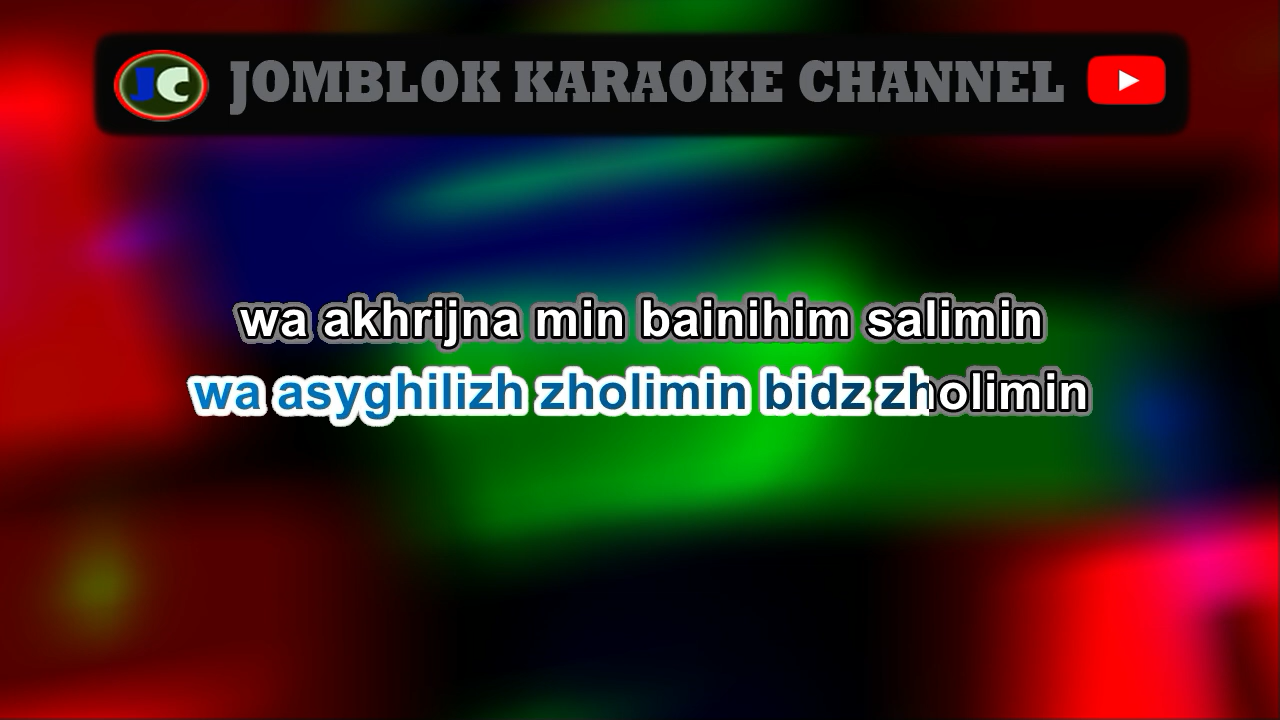 JC JOMBLOK KARAOKE CHANNEL
wa akhrijna min bainihim salimin
wa asyghilizh zholimin bidz zholimin